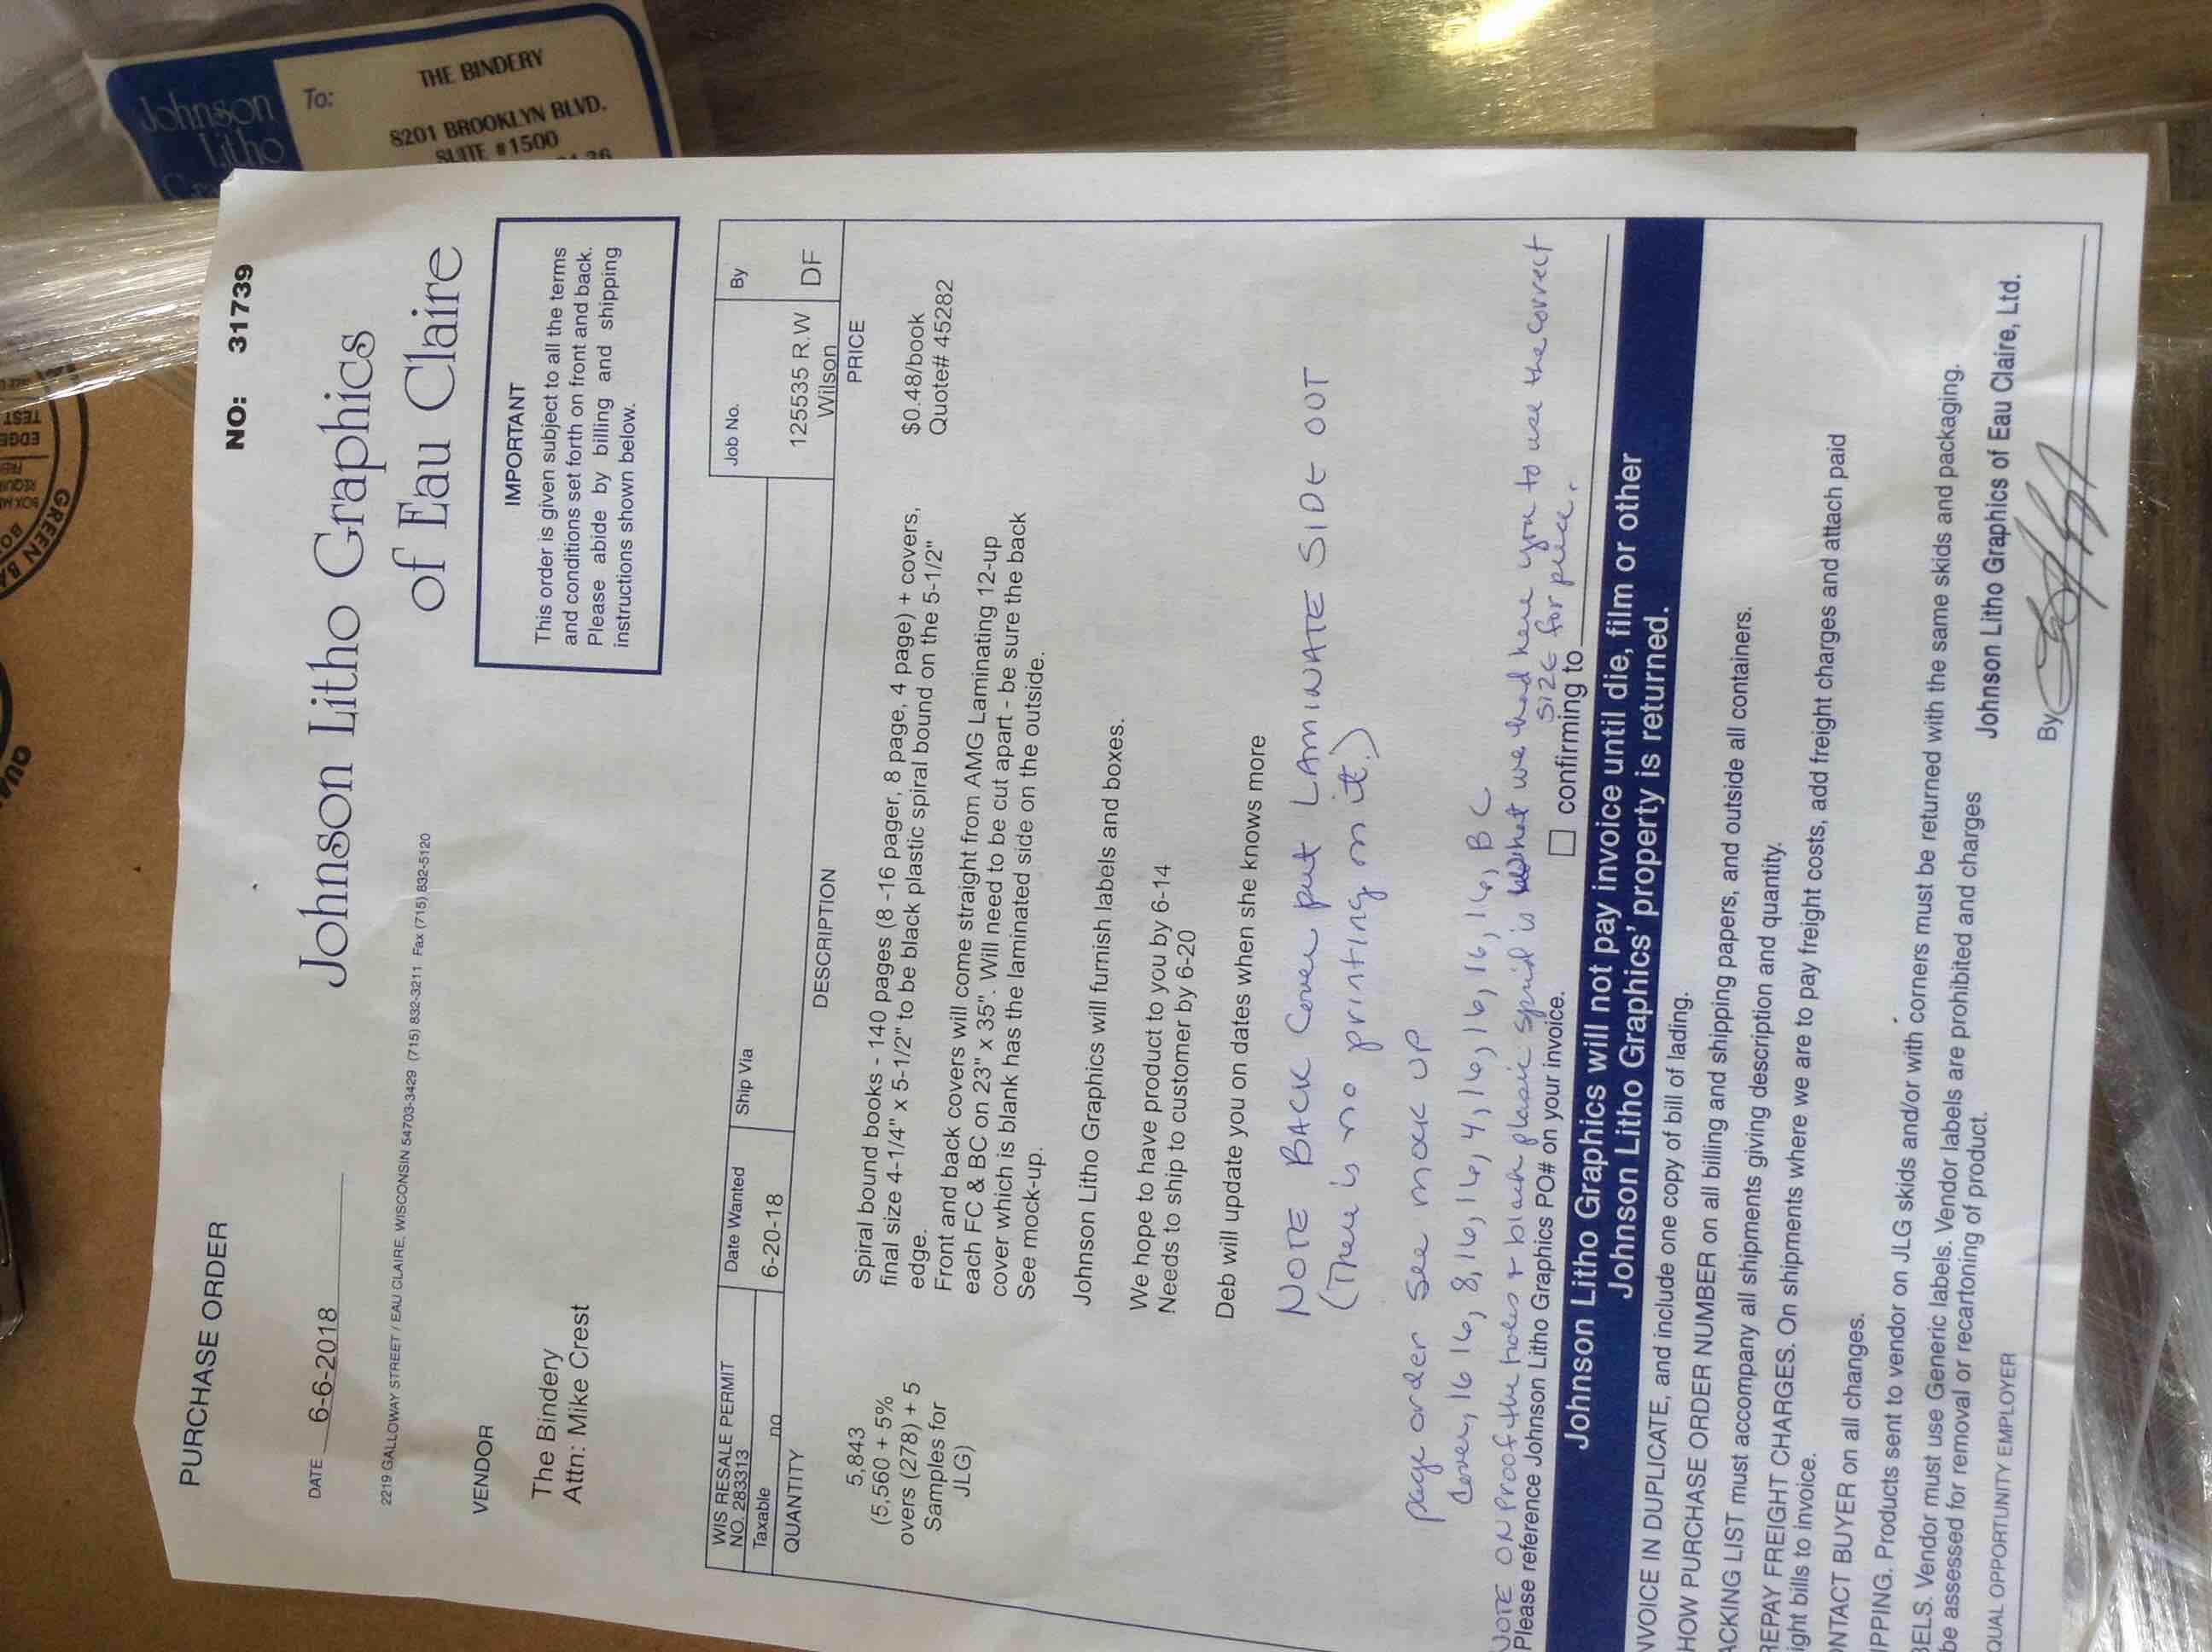 PURCHASE ORDER
NO: 31739
DATE 6-6-2018
Johnson Litho Graphics
of Eau Claire
2219 GALLOWAY STREET / EAU CLAIRE, WISCONSIN 54703-3429 (715) 832-3211 Fax (715) 832-5120
VENDOR
The Bindery
Attn: Mike Crest
IMPORTANT
This order is given subject to all the terms
and conditions set forth on front and back.
Please abide by billing and shipping
instructions shown below.
WIS RESALE PERMIT
NO. 283313
Taxable no
Date Wanted
6-20-18
Ship Via
Job No.
125535 R.W
Wilson
By
DF
QUANTITY
DESCRIPTION
PRICE
5,843
(5,560 + 5%
overs (278) + 5
Samples for
JLG)
Spiral bound books - 140 pages (8 -16 pager, 8 page, 4 page) + covers,
final size 4-1/4" x 5-1/2" to be black plastic spiral bound on the 5-1/2"
edge.
Front and back covers will come straight from AMG Laminating 12-up
each FC & BC on 23" x 35". Will need to be cut apart - be sure the back
cover which is blank has the laminated side on the outside.
See mock-up.
$0.48/book
Quote# 45282
Johnson Litho Graphics will furnish labels and boxes.
We hope to have product to you by 6-14
Needs to ship to customer by 6-20
Deb will update you on dates when she knows more
NOTE BACK Cover put LAMINATE SIDE OUT
(There is no printing on it.)
page order See mock up
Cover, 16 16, 8, 16, 16, 4, 16, 16, 16, 16, BC
NOTE ON Proof the holes + black plastic spiral is what we had here you to use the correct
size for piece.
Please reference Johnson Litho Graphics PO# on your invoice.
confirming to
Johnson Litho Graphics will not pay invoice until die, film or other
Johnson Litho Graphics' property is returned.
NVOICE IN DUPLICATE, and include one copy of bill of lading.
HOW PURCHASE ORDER NUMBER on all billing and shipping papers, and outside all containers.
ACKING LIST must accompany all shipments giving description and quantity.
REPAY FREIGHT CHARGES. On shipments where we are to pay freight costs, add freight charges and attach paid
ight bills to invoice.
ONTACT BUYER on all changes.
IPPING. Products sent to vendor on JLG skids and/or with corners must be returned with the same skids and packaging.
BELS. Vendor must use Generic labels. Vendor labels are prohibited and charges
be assessed for removal or recartoning of product.
QUAL OPPORTUNITY EMPLOYER
Johnson Litho Graphics of Eau Claire, Ltd.
By
Johnson
Litho
To:
THE BINDERY
8201 BROOKLYN BLVD.
SUITE #1500
GREEN BA
EDGE
TEST